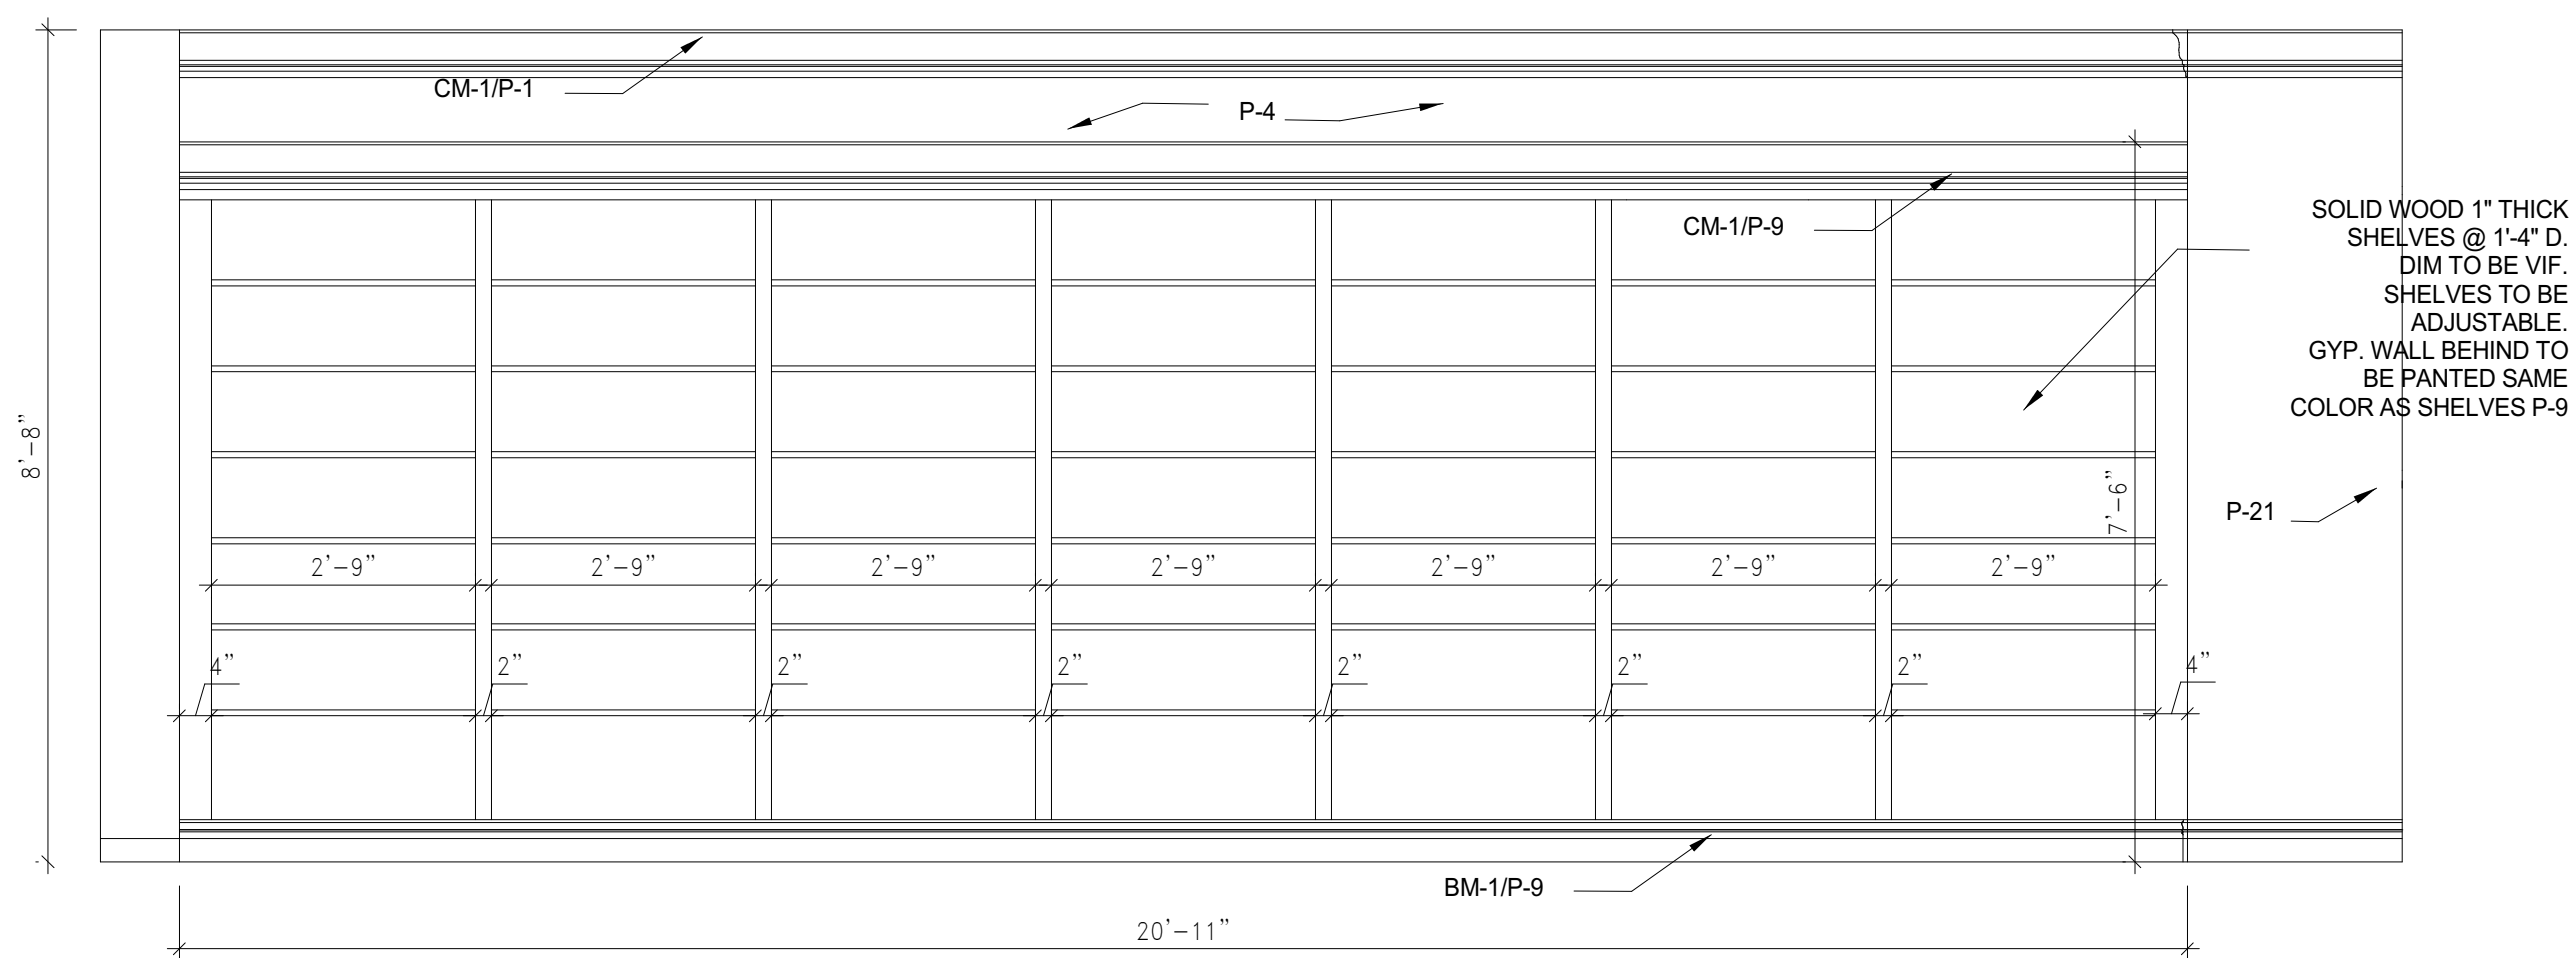 CM-1/P-1
P-4
CM-1/P-9
SOLID WOOD 1" THICK
SHELVES @ 1'-4" D.
DIM TO BE VIF.
SHELVES TO BE
ADJUSTABLE.
GYP. WALL BEHIND TO
BE PANTED SAME
COLOR AS SHELVES P-9
8'-8"
7'-6"
P-21
2'-9"
2'-9"
2'-9"
2'-9"
2'-9"
2'-9"
2'-9"
4"
2"
2"
2"
2"
2"
2"
4"
BM-1/P-9
20'-11"